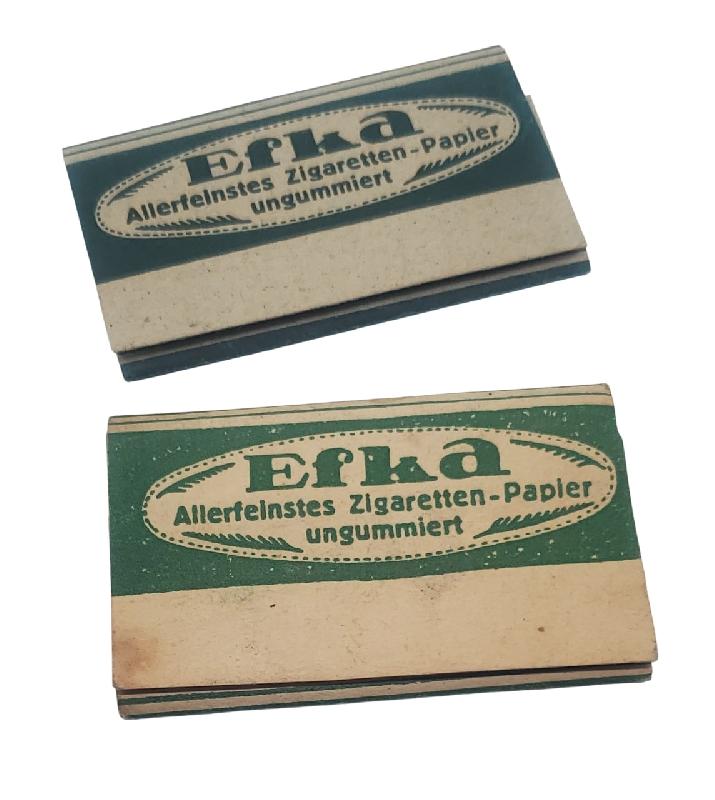 Efka
Allerfeinstes Zigaretten-Papier
ungummiert
Efka
Allerfeinstes Zigaretten-Papier
ungummiert